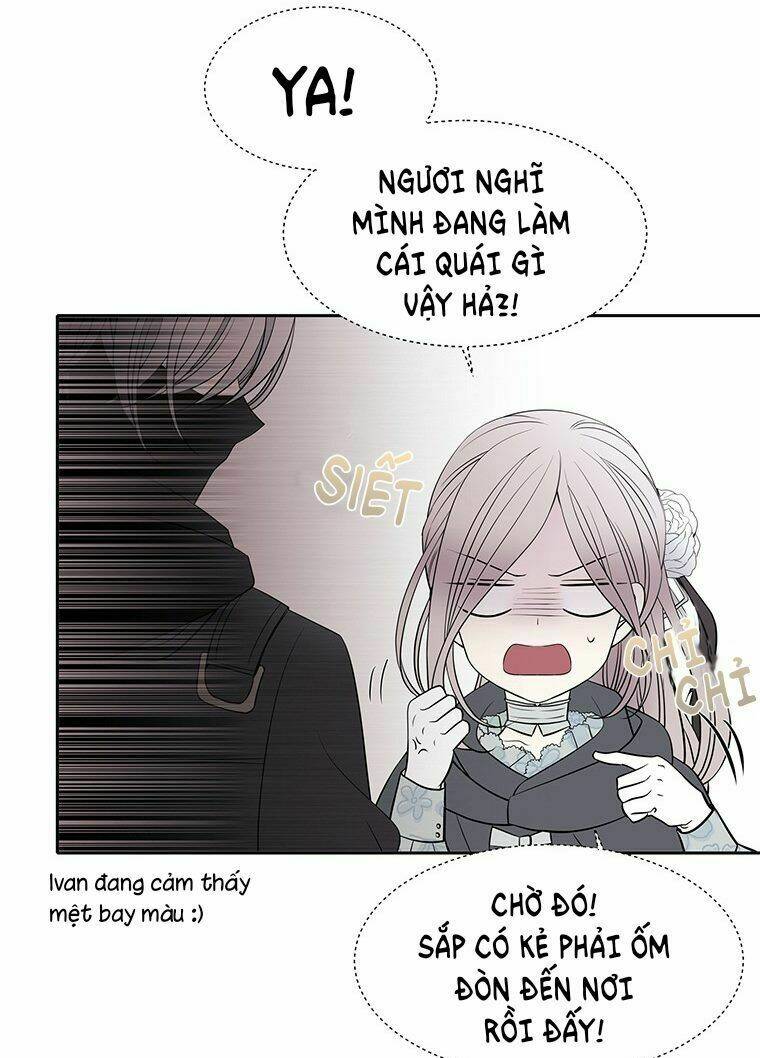 YA!
NGƯƠI NGHĨ
MÌNH ĐANG LÀM
CÁI QUÁI GÌ
VẬY HẢ?!
SIẾT
CHỈ
CHỈ
Ivan đang cảm thấy
mệt bay màu :)
CHỜ ĐÓ!
SẮP CÓ KẺ PHẢI ỐM
ĐÒN ĐẾN NƠI
RỒI ĐẤY!